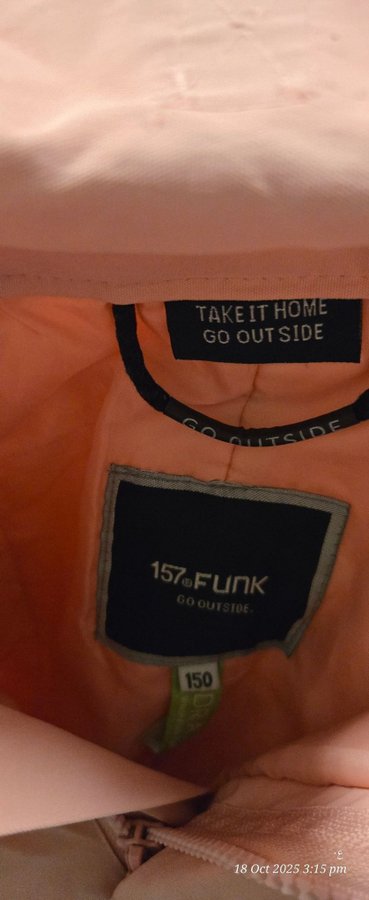 TAKE IT HOME
GO OUTSIDE
GO OUTSIDE
157 FUNK
GO OUTSIDE.
150
18 Oct 2025 3:15 pm